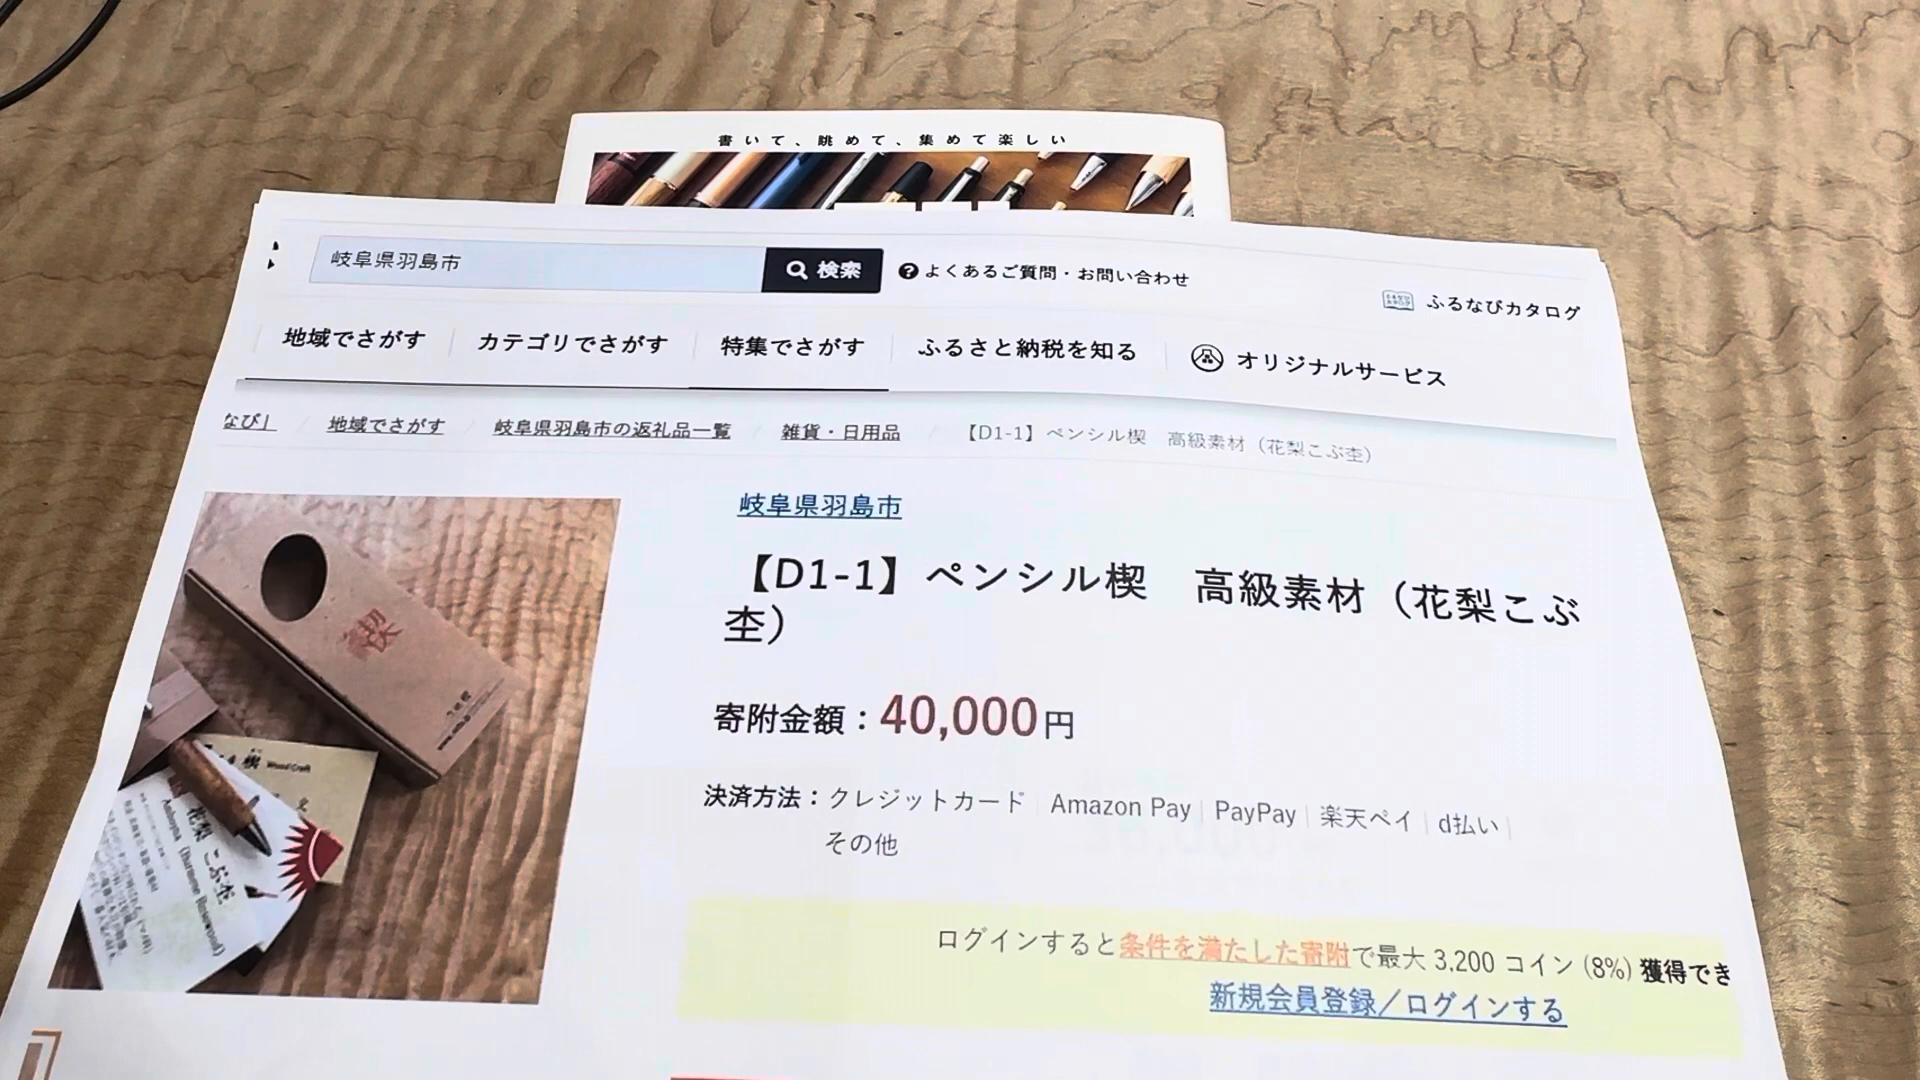 書いて、眺めて、集めて楽しい
岐阜県羽島市
検索
よくあるご質問・お問い合わせ
ふるなびカタログ
地域でさがす
カテゴリでさがす
特集でさがす
ふるさと納税を知る
オリジナルサービス
なび」 地域でさがす 岐阜県羽島市の返礼品一覧 雑貨・日用品 【D1-1】ペンシル楔 高級素材（花梨こぶ杢）
岐阜県羽島市
【D1-1】ペンシル楔 高級素材（花梨こぶ
杢）
寄附金額：40,000円
決済方法：クレジットカード Amazon Pay PayPay 楽天ペイ d払い
その他
ログインすると条件を満たした寄附で最大 3,200 コイン (8%) 獲得でき
新規会員登録／ログインする
楔
楔 Wood Craft
花梨 こぶ杢